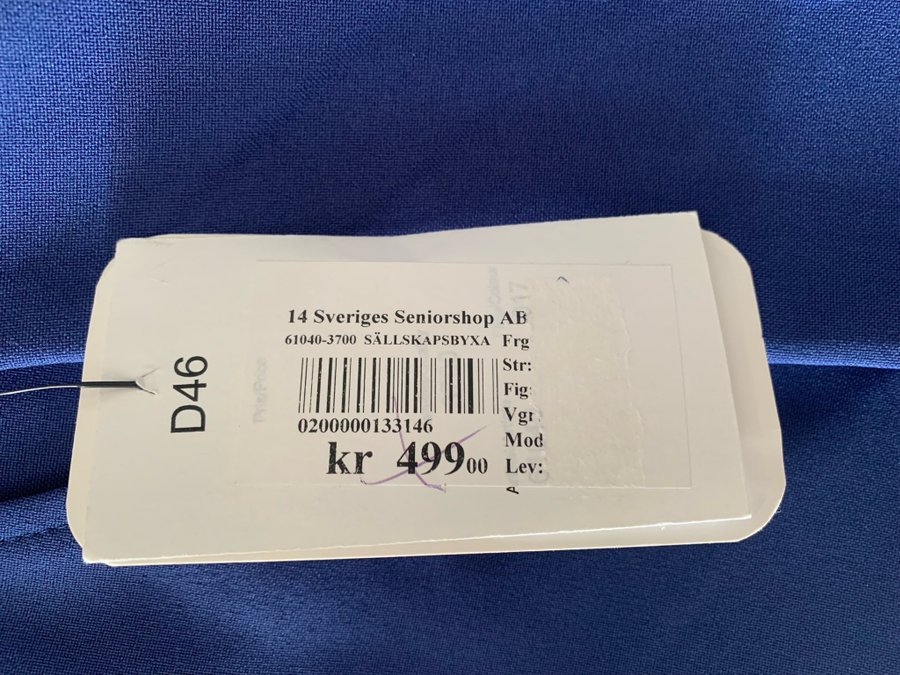 14 Sveriges Seniorshop AB
61040-3700 SÄLLSKAPSBYXA Frg
Str:
Fig:
Vgr:
Mod
Lev:
0200000133146
kr 499 00
D46